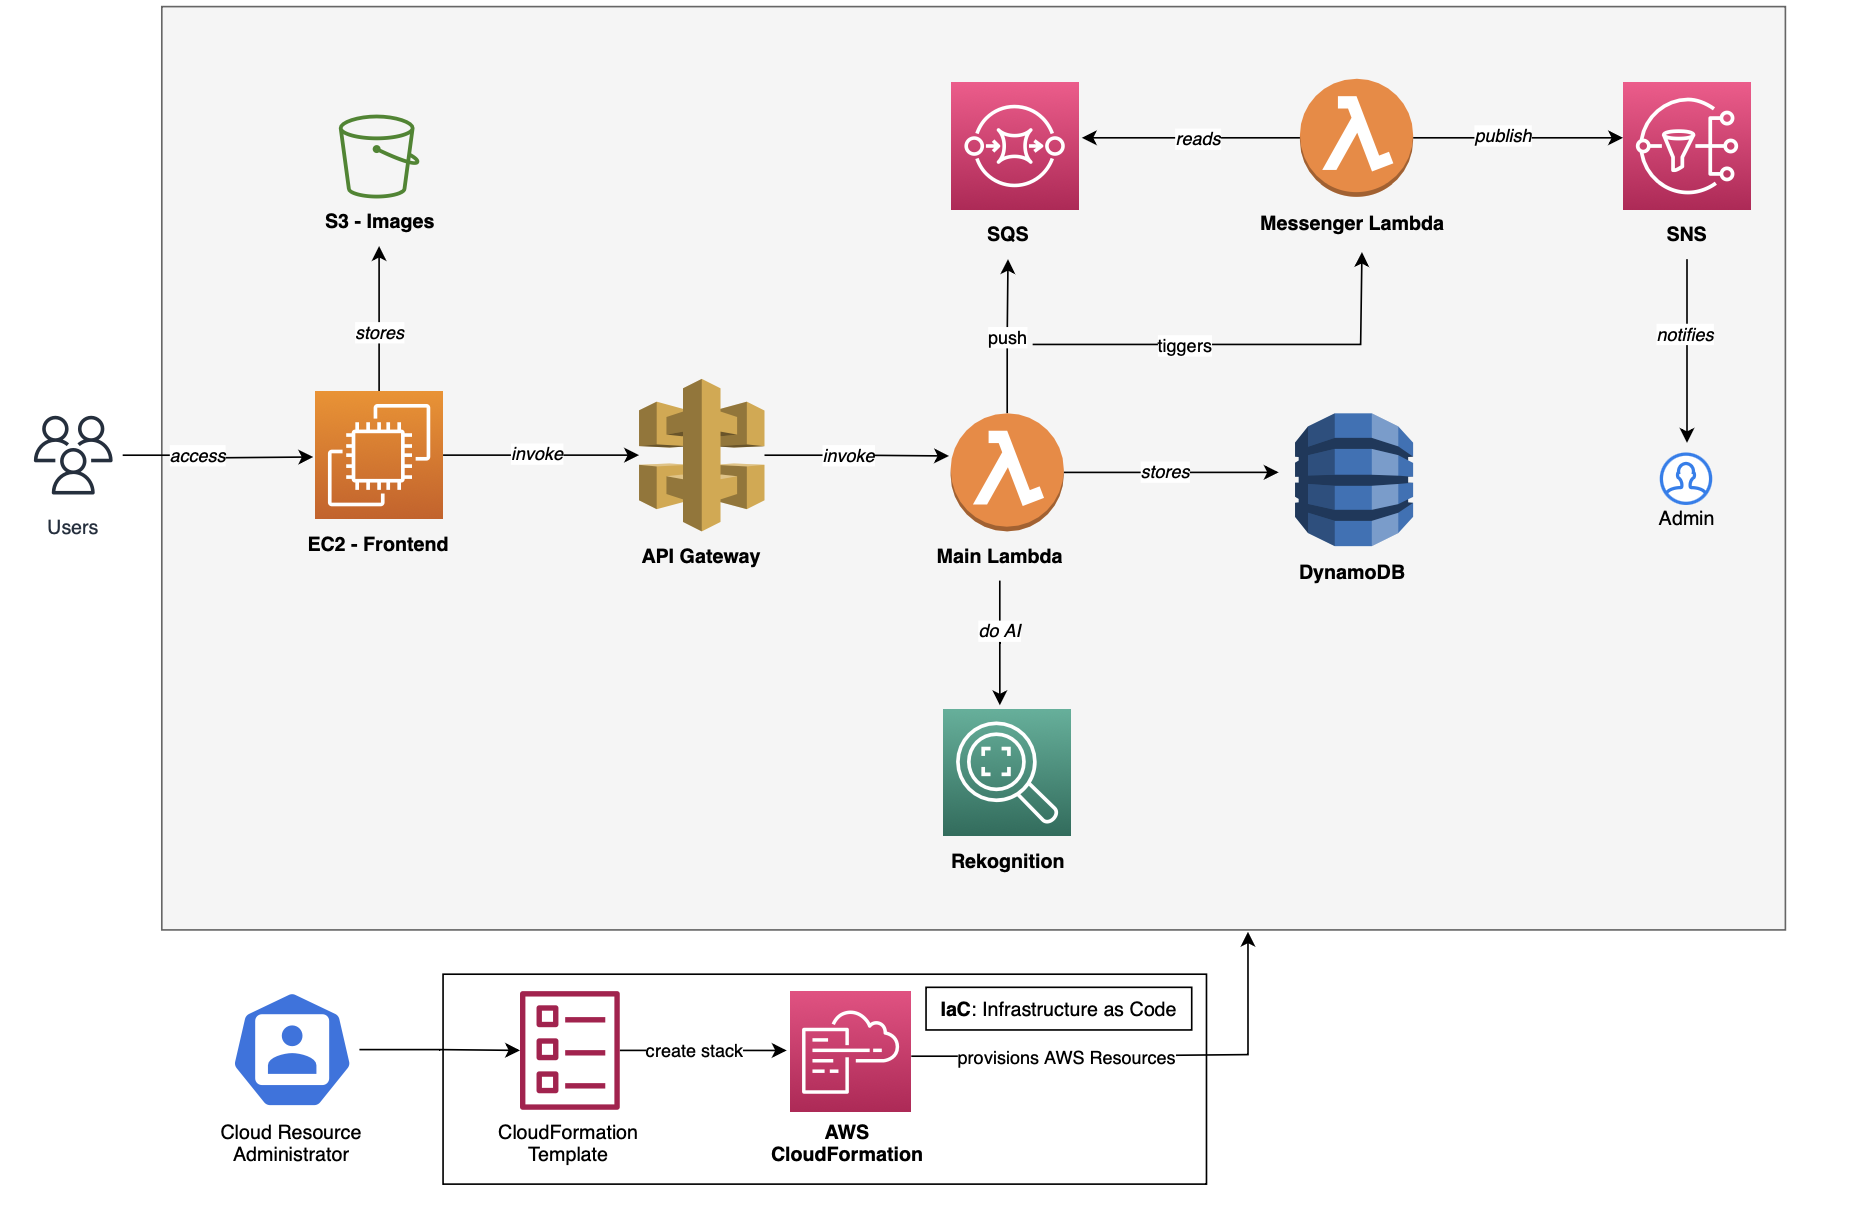 S3 - Images
SQS
reads
Messenger Lambda
publish
SNS
stores
push
tiggers
notifies
Users
access
EC2 - Frontend
invoke
API Gateway
invoke
Main Lambda
stores
DynamoDB
Admin
do AI
Rekognition
Cloud Resource
Administrator
CloudFormation
Template
create stack
AWS
CloudFormation
IaC: Infrastructure as Code
provisions AWS Resources